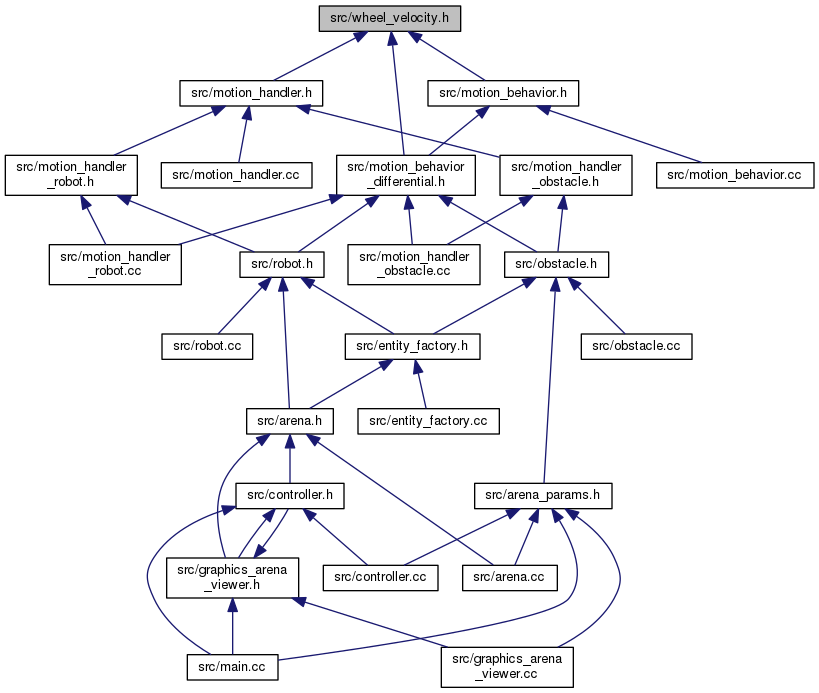 src/wheel_velocity.h
src/motion_handler.h
src/motion_behavior.h
src/motion_handler
_robot.h
src/motion_handler.cc
src/motion_behavior
_differential.h
src/motion_handler
_obstacle.h
src/motion_behavior.cc
src/motion_handler
_robot.cc
src/robot.h
src/motion_handler
_obstacle.cc
src/obstacle.h
src/robot.cc
src/entity_factory.h
src/obstacle.cc
src/arena.h
src/entity_factory.cc
src/controller.h
src/arena_params.h
src/graphics_arena
_viewer.h
src/controller.cc
src/arena.cc
src/main.cc
src/graphics_arena
_viewer.cc